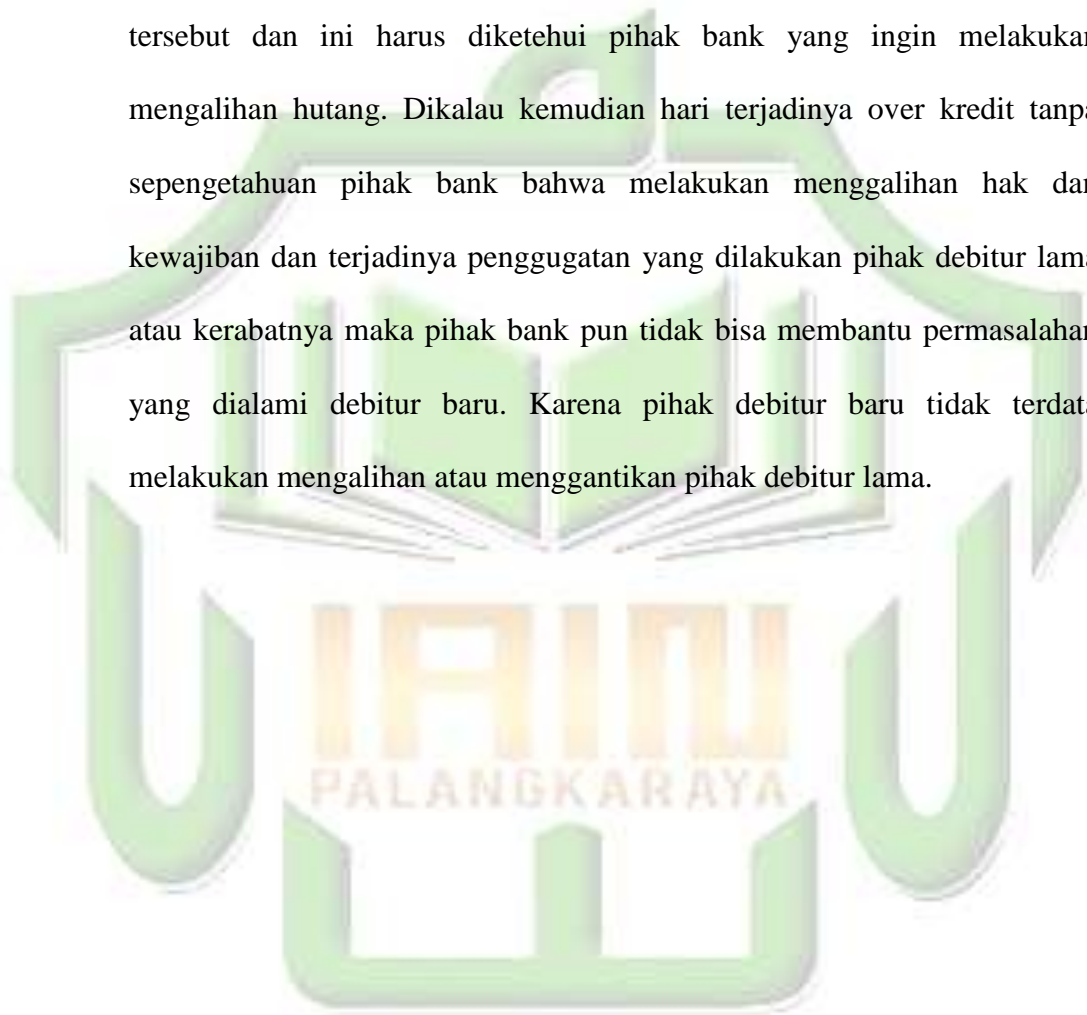 tersebut dan ini harus diketehui pihak bank yang ingin melakukan
mengalihan hutang. Dikalau kemudian hari terjadinya over kredit tanpa
sepengetahuan pihak bank bahwa melakukan menggalihan hak dan
kewajiban dan terjadinya penggugatan yang dilakukan pihak debitur lama
atau kerabatnya maka pihak bank pun tidak bisa membantu permasalahan
yang dialami debitur baru. Karena pihak debitur baru tidak terdata
melakukan mengalihan atau menggantikan pihak debitur lama.
IAIN
PALANGKARAYA